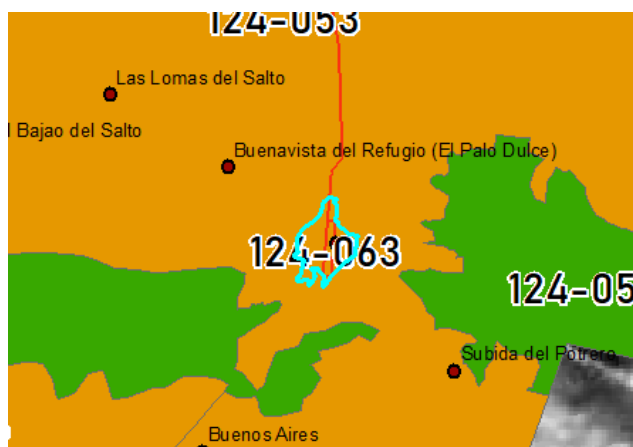 124-053
Las Lomas del Salto
l Bajao del Salto
Buenavista del Refugio (El Palo Dulce)
124-063
124-05
Subida del Potrero
Buenos Aires